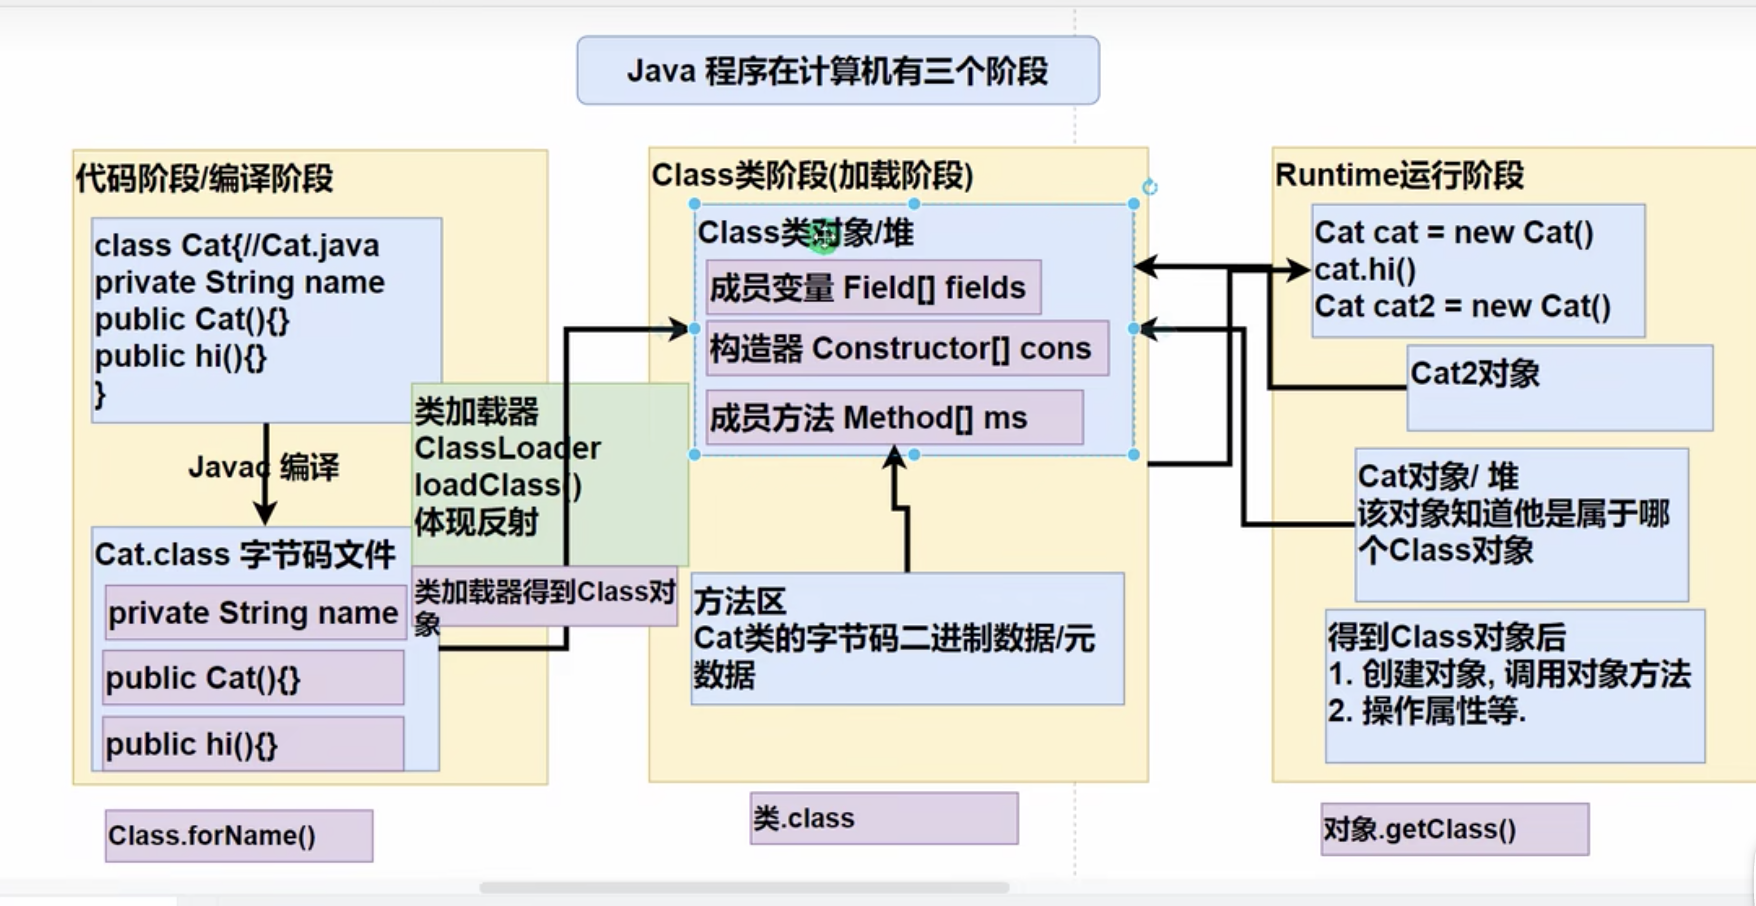 Java 程序在计算机有三个阶段
代码阶段/编译阶段
class Cat{//Cat.java
private String name
public Cat(){}
public hi(){}
}
Javac 编译
Cat.class 字节码文件
private String name
public Cat(){}
public hi(){}
Class.forName()
类加载器
ClassLoader
loadClass()
体现反射
类加载器得到Class对
象
Class类阶段(加载阶段)
Class类对象/堆
成员变量 Field[] fields
构造器 Constructor[] cons
成员方法 Method[] ms
方法区
Cat类的字节码二进制数据/元
数据
类.class
Runtime运行阶段
Cat cat = new Cat()
cat.hi()
Cat cat2 = new Cat()
Cat2对象
Cat对象/ 堆
该对象知道他是属于哪
个Class对象
得到Class对象后
1. 创建对象, 调用对象方法
2. 操作属性等.
对象.getClass()